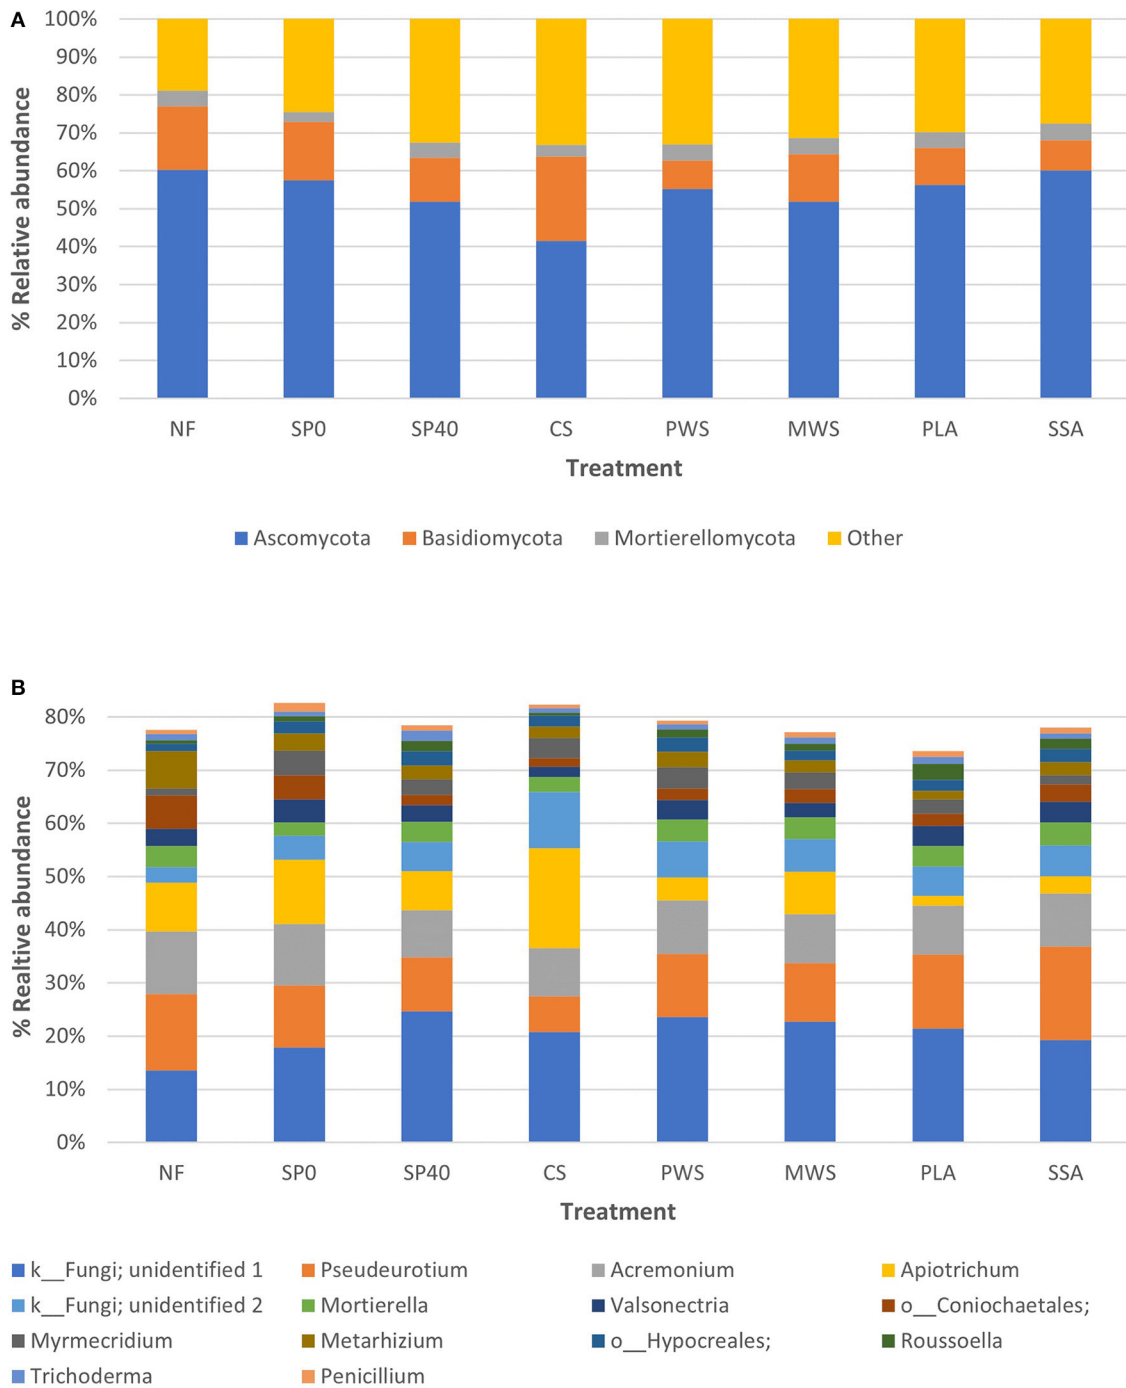 A
100%
90%
80%
70%
60%
50%
40%
30%
20%
10%
0%
% Relative abundance
NF SP0 SP40 CS PWS MWS PLA SSA
Treatment
Ascomycota Basidiomycota Mortierellomycota Other
B
80%
70%
60%
50%
40%
30%
20%
10%
0%
% Realtive abundance
NF SP0 SP40 CS PWS MWS PLA SSA
Treatment
k__Fungi; unidentified 1 Pseudeurotium Acremonium Apiotrichum
k__Fungi; unidentified 2 Mortierella Valsonectria o__Coniochaetales;
Myrmecridium Metarhizium o__Hypocreales; Roussoella
Trichoderma Penicillium